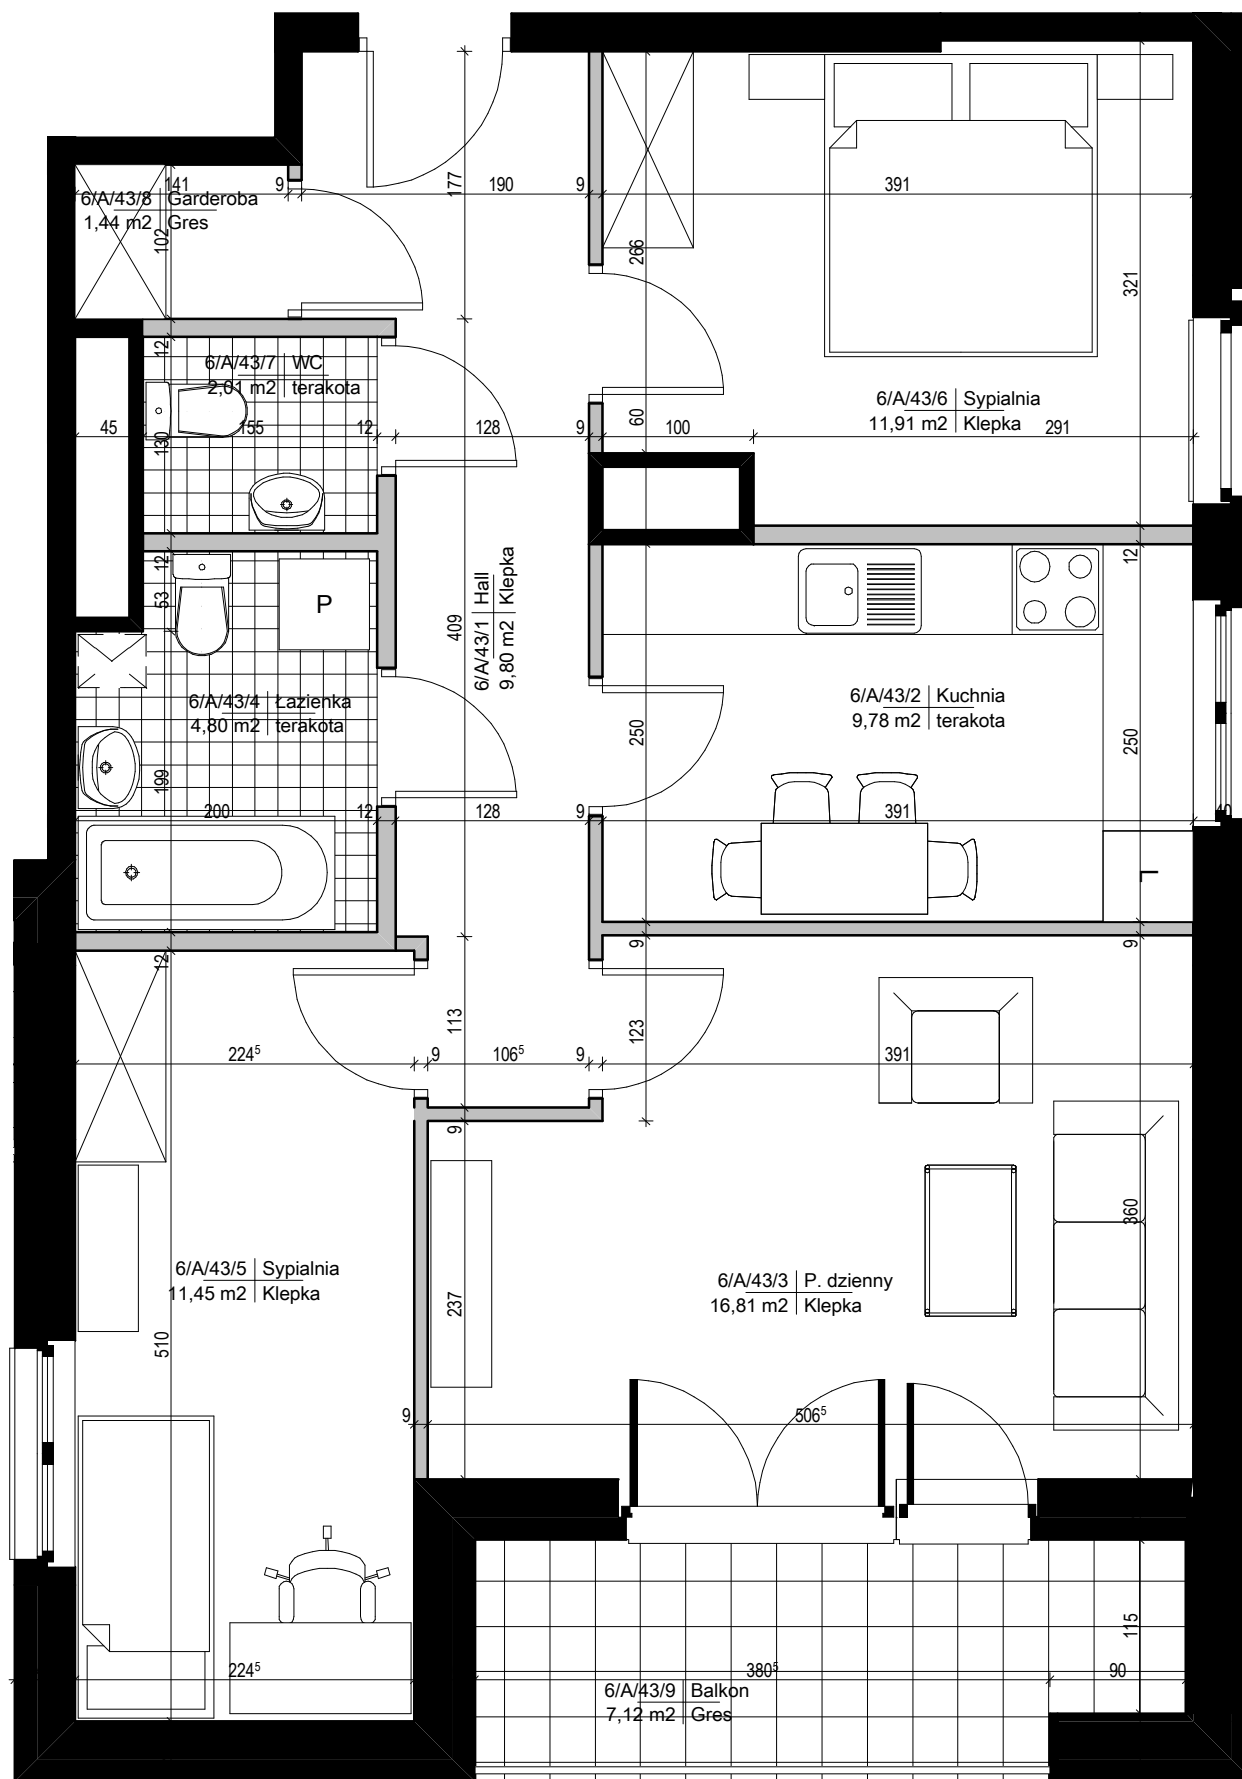 141
9
190
9
391
177
6/A/43/8 Garderoba
1,44 m2 Gres
102
266
321
12
6/A/43/7 WC
2,01 m2 terakota
6/A/43/6 Sypialnia
11,91 m2 Klepka
45
155
12
128
9
60
100
291
130
12
53
P
409
6/A/43/1 Hall
9,80 m2 Klepka
12
6/A/43/4 Łazienka
4,80 m2 terakota
6/A/43/2 Kuchnia
9,78 m2 terakota
250
250
199
200
12
128
9
391
40
L
12
9
9
113
123
224⁵
9
106⁵
9
391
9
360
6/A/43/5 Sypialnia
11,45 m2 Klepka
6/A/43/3 P. dzienny
16,81 m2 Klepka
237
510
9
506⁵
115
224⁵
380⁵
90
6/A/43/9 Balkon
7,12 m2 Gres